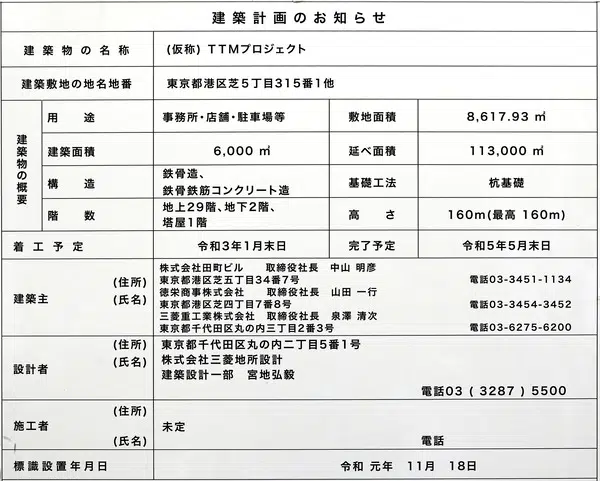 建築計画のお知らせ
建築物の名称 (仮称) TTMプロジェクト
建築敷地の地名地番 東京都港区芝5丁目315番1他
建築物の概要
用途 事務所・店舗・駐車場等 敷地面積 8,617.93 ㎡
建築面積 6,000 ㎡ 延べ面積 113,000 ㎡
構造 鉄骨造、
鉄骨鉄筋コンクリート造 基礎工法 杭基礎
階数 地上29階、地下2階、
塔屋1階 高さ 160m(最高 160m)
着工予定 令和3年1月末日 完了予定 令和5年5月末日
建築主 (住所)
(氏名)
株式会社田町ビル 取締役社長 中山 明彦
東京都港区芝五丁目34番7号 電話03-3451-1134
徳栄商事株式会社 取締役社長 山田 一行
東京都港区芝四丁目7番8号 電話03-3454-3452
三菱重工業株式会社 取締役社長 泉澤 清次
東京都千代田区丸の内三丁目2番3号 電話03-6275-6200
設計者 (住所)
(氏名)
東京都千代田区丸の内二丁目5番1号
株式会社三菱地所設計
建築設計一部 宮地弘毅
電話03 ( 3287 ) 5500
施工者 (住所)
(氏名)
未定
電話
標識設置年月日 令和 元年 11月 18日